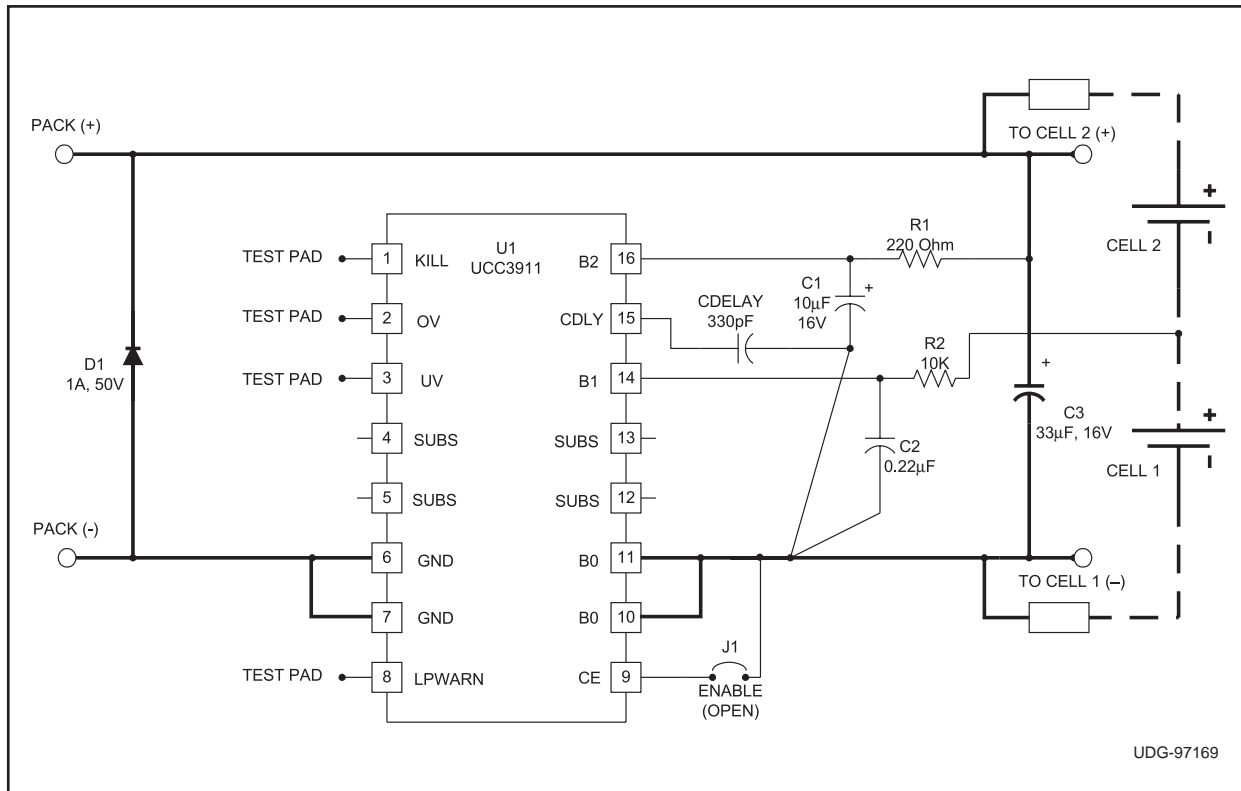 PACK (+)
TO CELL 2 (+)
+
CELL 2
R1
220 Ohm
U1
UCC3911
TEST PAD
1
KILL
B2
16
C1
10µF
16V
+
CDELAY
330pF
TEST PAD
2
OV
CDLY
15
R2
10K
D1
1A, 50V
TEST PAD
3
UV
B1
14
+
C3
33µF, 16V
+
CELL 1
4
SUBS
SUBS
13
C2
0.22µF
5
SUBS
SUBS
12
PACK (-)
6
GND
B0
11
TO CELL 1 (–)
7
GND
B0
10
J1
TEST PAD
8
LPWARN
CE
9
ENABLE
(OPEN)
UDG-97169